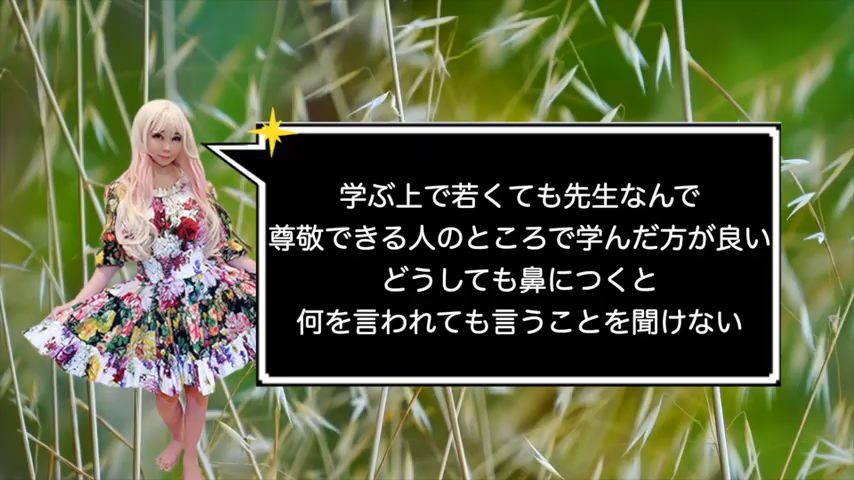 学ぶ上で若くても先生なんで
尊敬できる人のところで学んだ方が良い
どうしても鼻につくと
何を言われても言うことを聞けない